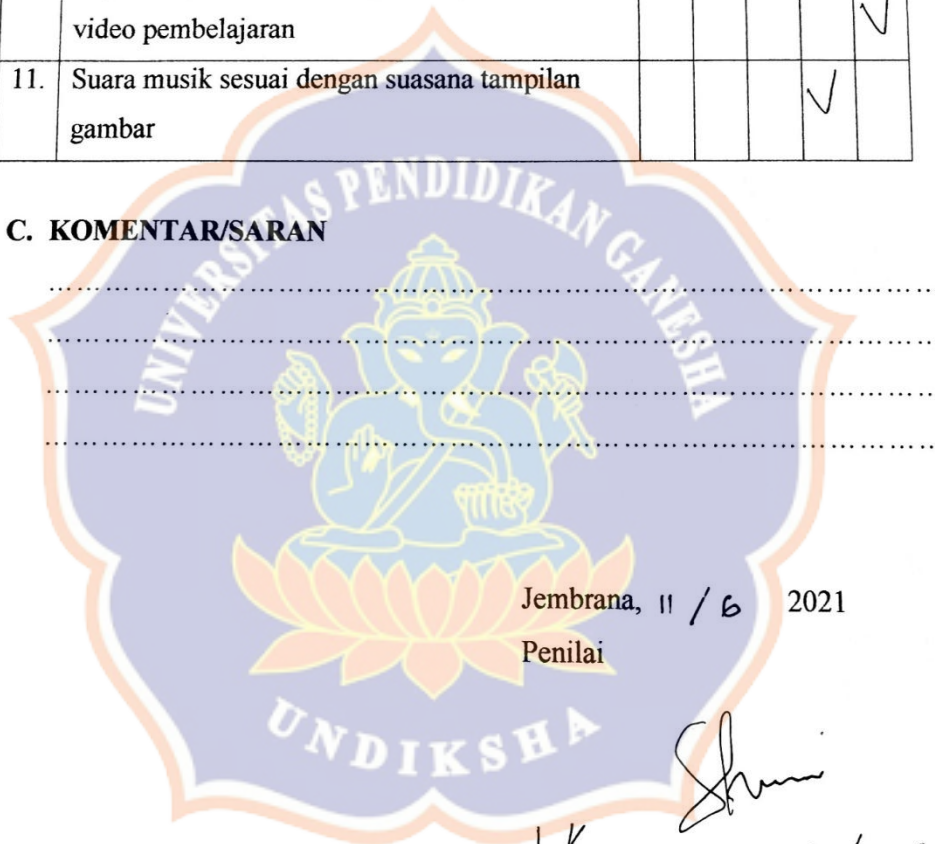 video pembelajaran ✓
11. Suara musik sesuai dengan suasana tampilan ✓
gambar
UNIVERSITAS PENDIDIKAN GANESHA
C. KOMENTAR/SARAN
Jembrana, 11 / 6 2021
Penilai
UNDIKSHA